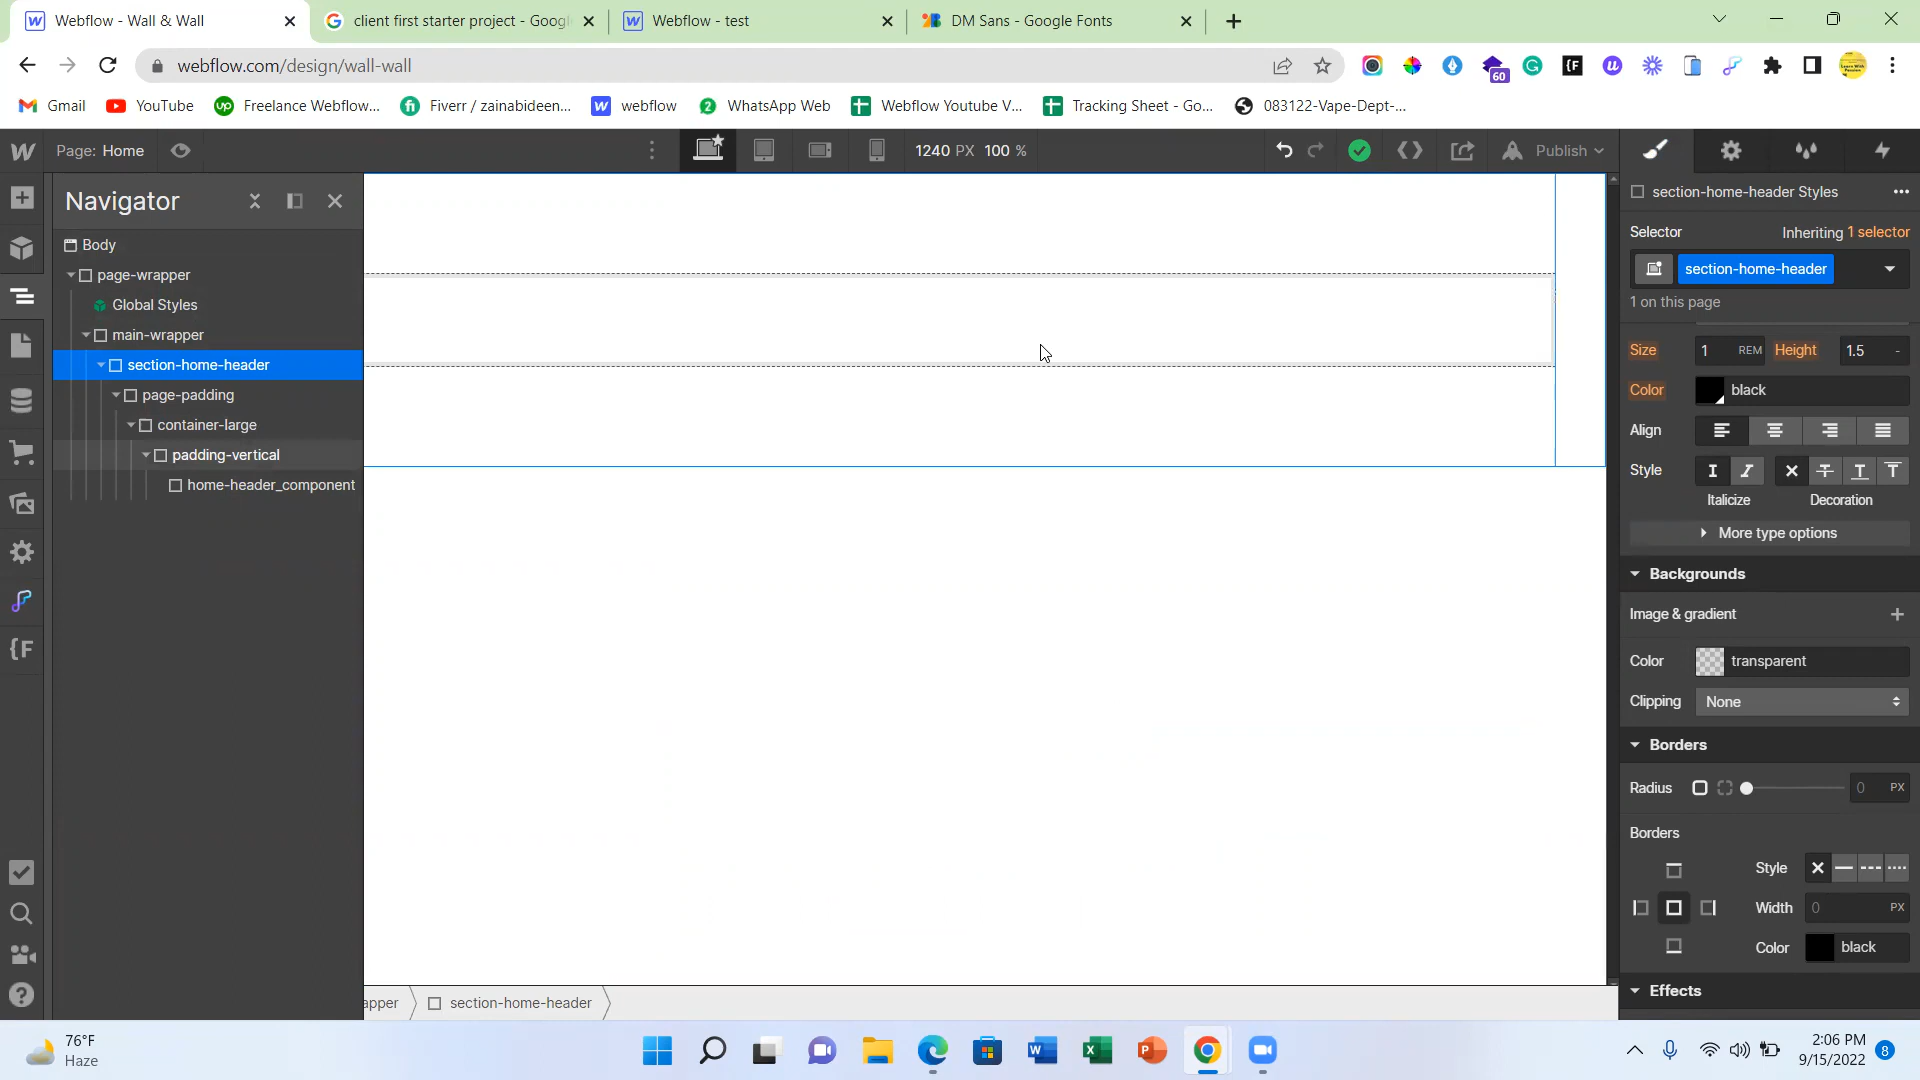 Webflow - Wall & Wall
client first starter project - Goog
Webflow - test
DM Sans - Google Fonts
webflow.com/design/wall-wall
60
Gmail
YouTube
Freelance Webflow...
Fiverr / zainabideen...
webflow
WhatsApp Web
Webflow Youtube V...
Tracking Sheet - Go...
083122-Vape-Dept-...
Page: Home
1240 PX 100 %
Publish
Navigator
section-home-header Styles
Selector
Inheriting 1 selector
section-home-header
1 on this page
Body
page-wrapper
Global Styles
main-wrapper
section-home-header
page-padding
container-large
padding-vertical
home-header_component
Size 1 REM Height 1.5 -
Color black
Align
Style
Italicize Decoration
More type options
Backgrounds
Image & gradient
Color transparent
Clipping None
Borders
Radius 0 PX
Borders
Style
Width 0 PX
Color black
Effects
apper
section-home-header
76°F
Haze
2:06 PM
9/15/2022
8